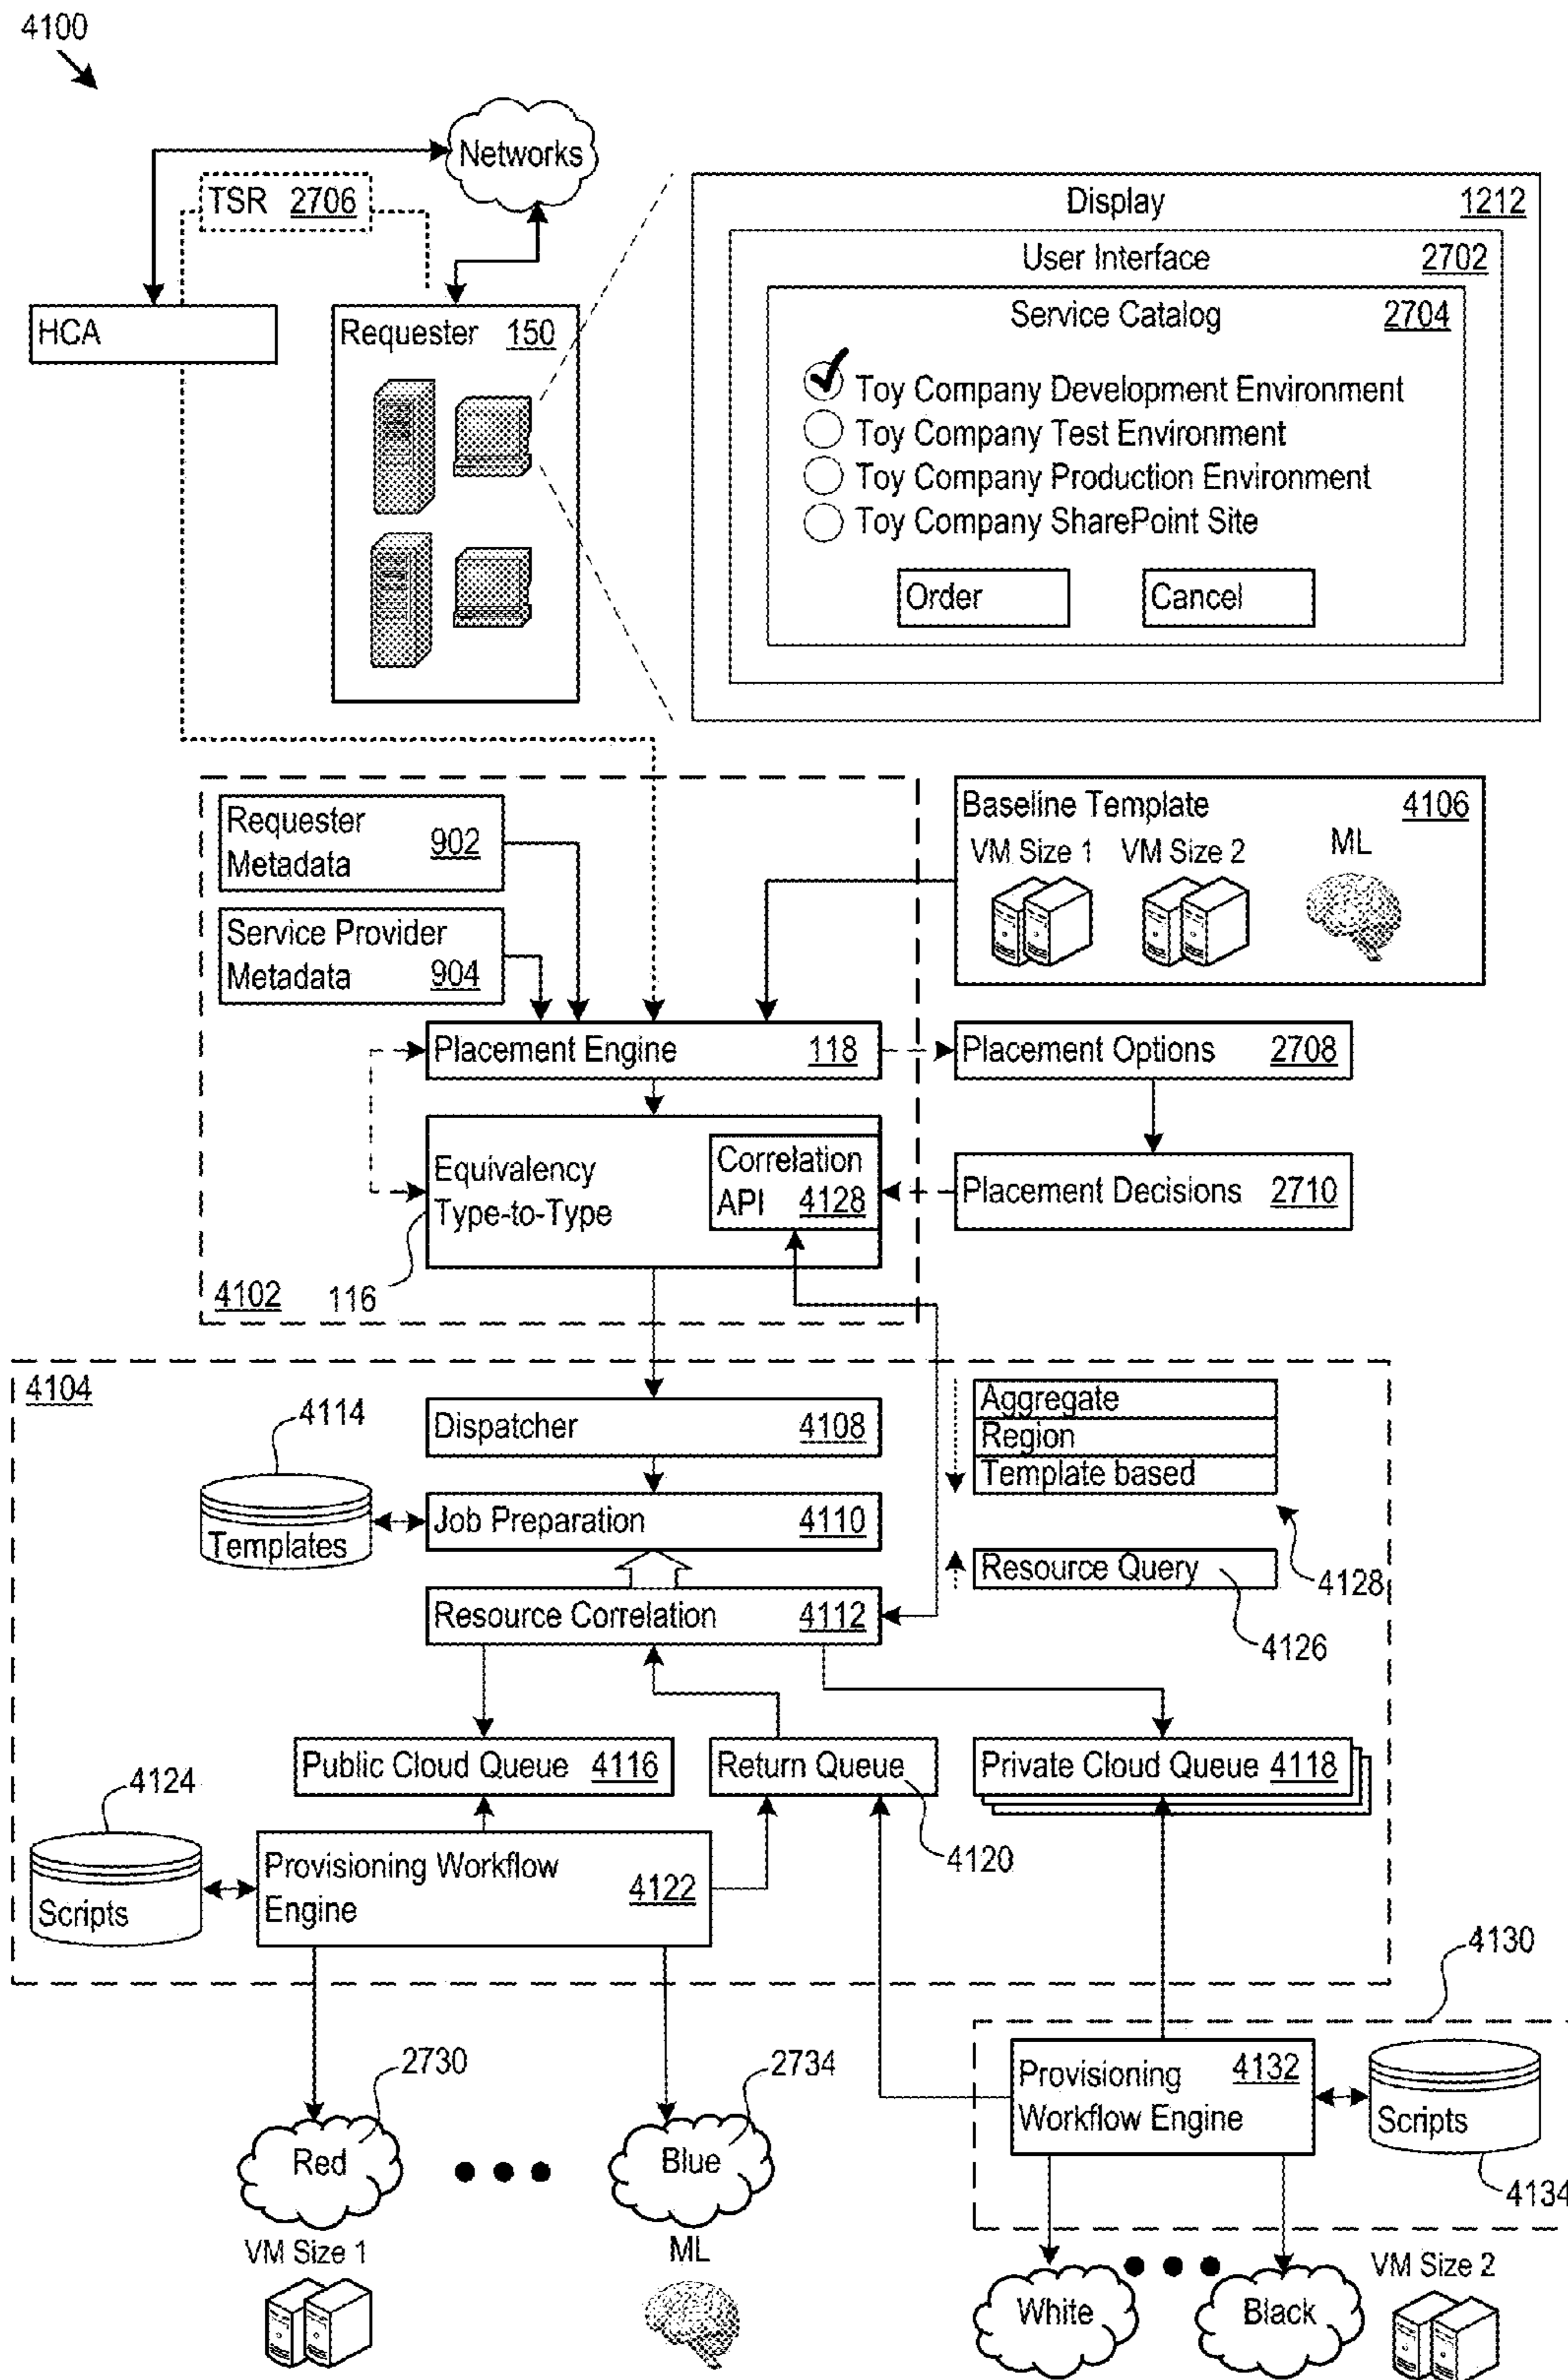 4100
Networks
TSR 2706
HCA
Requester 150
Display 1212
User Interface 2702
Service Catalog 2704
Toy Company Development Environment
Toy Company Test Environment
Toy Company Production Environment
Toy Company SharePoint Site
Order
Cancel
Requester
Metadata 902
Service Provider
Metadata 904
Baseline Template 4106
VM Size 1
VM Size 2
ML
Placement Engine 118
Placement Options 2708
Equivalency
Type-to-Type
Correlation
API 4128
Placement Decisions 2710
4102
116
4104
4114
Templates
Dispatcher 4108
Job Preparation 4110
Resource Correlation 4112
Aggregate
Region
Template based
Resource Query
4128
4126
Public Cloud Queue 4116
Return Queue
Private Cloud Queue 4118
4124
Scripts
Provisioning Workflow
Engine 4122
4120
4130
2730
Red
2734
Blue
Provisioning
Workflow Engine 4132
Scripts
4134
VM Size 1
ML
White
Black
VM Size 2